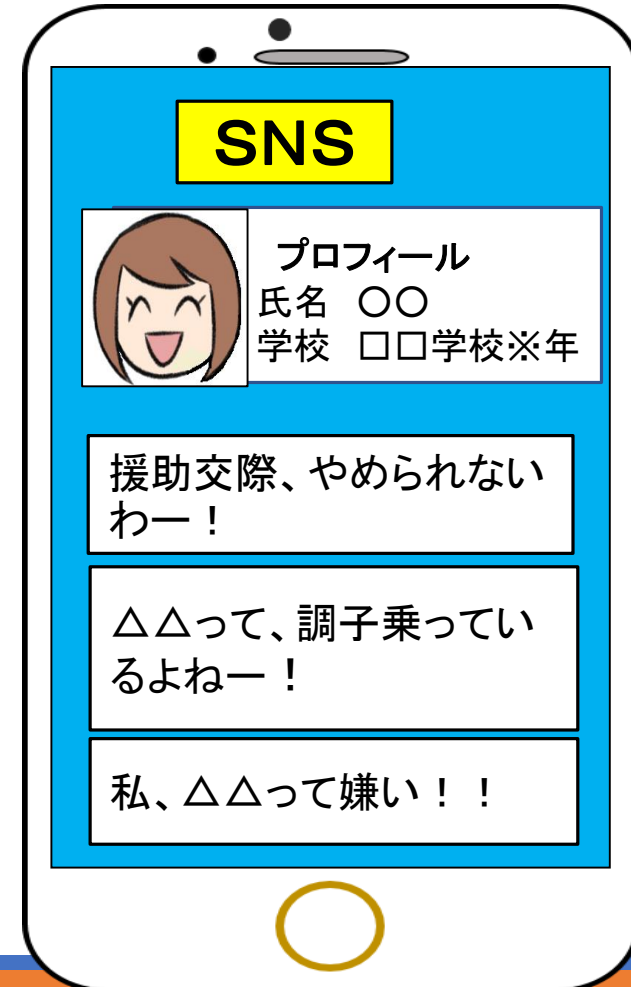 SNS
プロフィール
氏名　〇〇
学校　□□学校※年
援助交際、やめられない
わー！
△△って、調子乗ってい
るよねー！
私、△△って嫌い！！